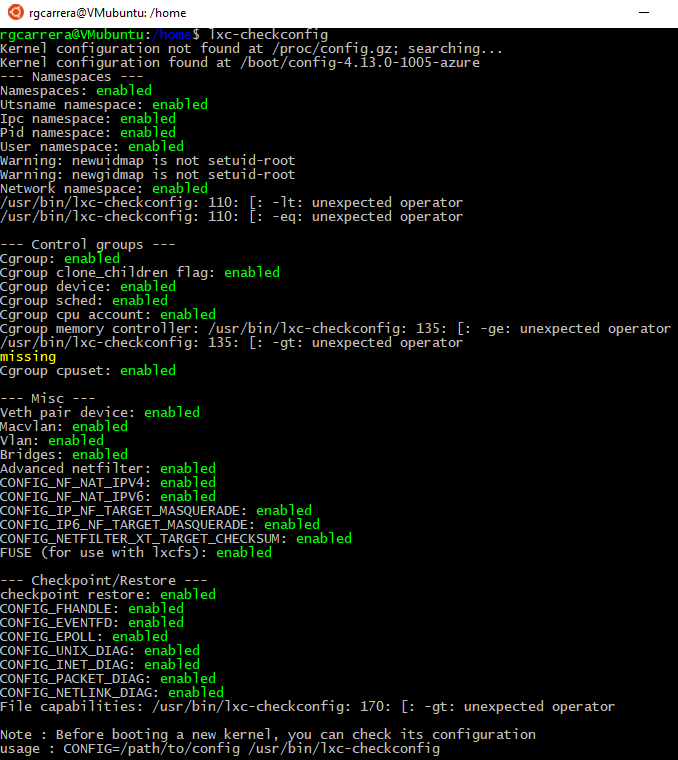 rgcarrera@VMubuntu: /home
rgcarrera@VMubuntu:/home$ lxc-checkconfig
Kernel configuration not found at /proc/config.gz; searching...
Kernel configuration found at /boot/config-4.13.0-1005-azure
--- Namespaces ---
Namespaces: enabled
Utsname namespace: enabled
Ipc namespace: enabled
Pid namespace: enabled
User namespace: enabled
Warning: newuidmap is not setuid-root
Warning: newgidmap is not setuid-root
Network namespace: enabled
/usr/bin/lxc-checkconfig: 110: [: -lt: unexpected operator
/usr/bin/lxc-checkconfig: 110: [: -eq: unexpected operator
--- Control groups ---
Cgroup: enabled
Cgroup clone_children flag: enabled
Cgroup device: enabled
Cgroup sched: enabled
Cgroup cpu account: enabled
Cgroup memory controller: /usr/bin/lxc-checkconfig: 135: [: -ge: unexpected operator
/usr/bin/lxc-checkconfig: 135: [: -gt: unexpected operator
missing
Cgroup cpuset: enabled
--- Misc ---
Veth pair device: enabled
Macvlan: enabled
Vlan: enabled
Bridges: enabled
Advanced netfilter: enabled
CONFIG_NF_NAT_IPV4: enabled
CONFIG_NF_NAT_IPV6: enabled
CONFIG_IP_NF_TARGET_MASQUERADE: enabled
CONFIG_IP6_NF_TARGET_MASQUERADE: enabled
CONFIG_NETFILTER_XT_TARGET_CHECKSUM: enabled
FUSE (for use with lxcfs): enabled
--- Checkpoint/Restore ---
checkpoint restore: enabled
CONFIG_FHANDLE: enabled
CONFIG_EVENTFD: enabled
CONFIG_EPOLL: enabled
CONFIG_UNIX_DIAG: enabled
CONFIG_INET_DIAG: enabled
CONFIG_PACKET_DIAG: enabled
CONFIG_NETLINK_DIAG: enabled
File capabilities: /usr/bin/lxc-checkconfig: 170: [: -gt: unexpected operator
Note : Before booting a new kernel, you can check its configuration
usage : CONFIG=/path/to/config /usr/bin/lxc-checkconfig